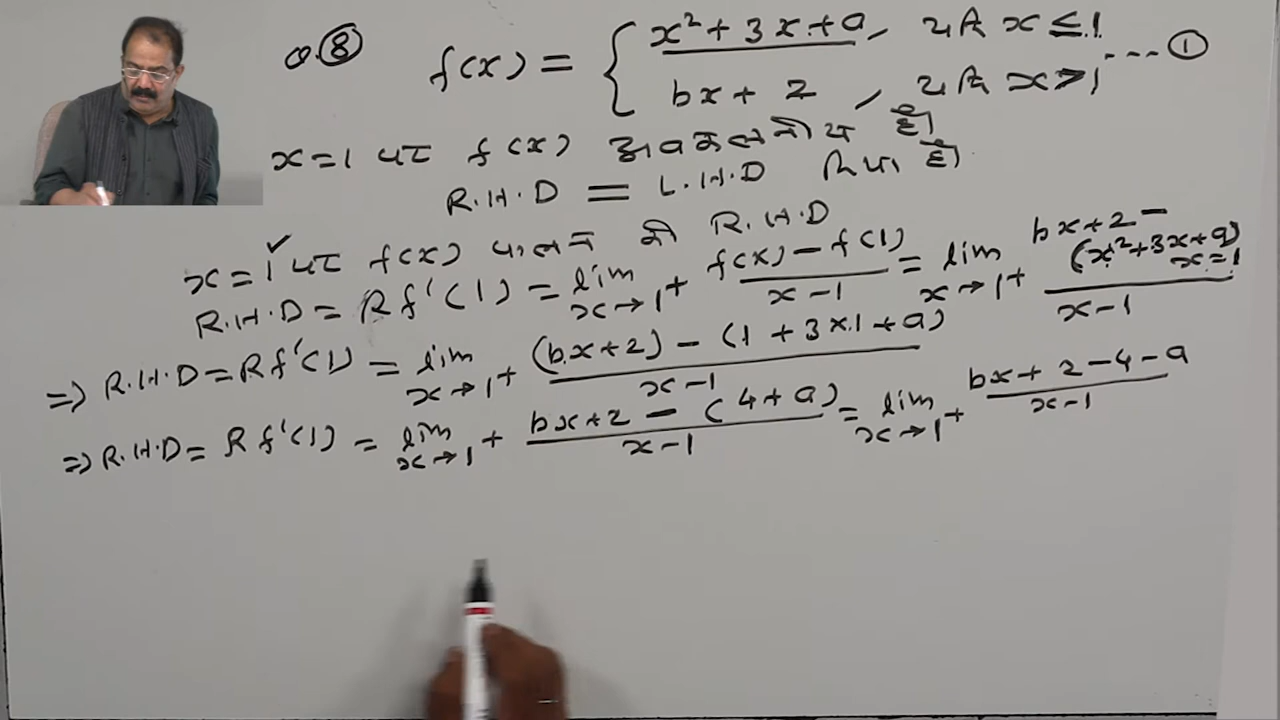 Q.⑧ f(x) = { x² + 3x + a, यदि x ≤ 1
bx + 2, यदि x > 1 ---- ①
x = 1 पर f(x) अवकलनीय है।
R.H.D = L.H.D दिया है।
x = 1 पर f(x) फलन की R.H.D
R.H.D = Rf'(1) = lim x→1+ (f(x) - f(1))/(x-1) = lim x→1+ (bx+2 - (x²+3x+a) x=1)/(x-1)
⇒ R.H.D = Rf'(1) = lim x→1+ ((bx+2) - (1+3×1+a))/(x-1)
⇒ R.H.D = Rf'(1) = lim x→1+ (bx+2 - (4+a))/(x-1) = lim x→1+ (bx+2-4-a)/(x-1)